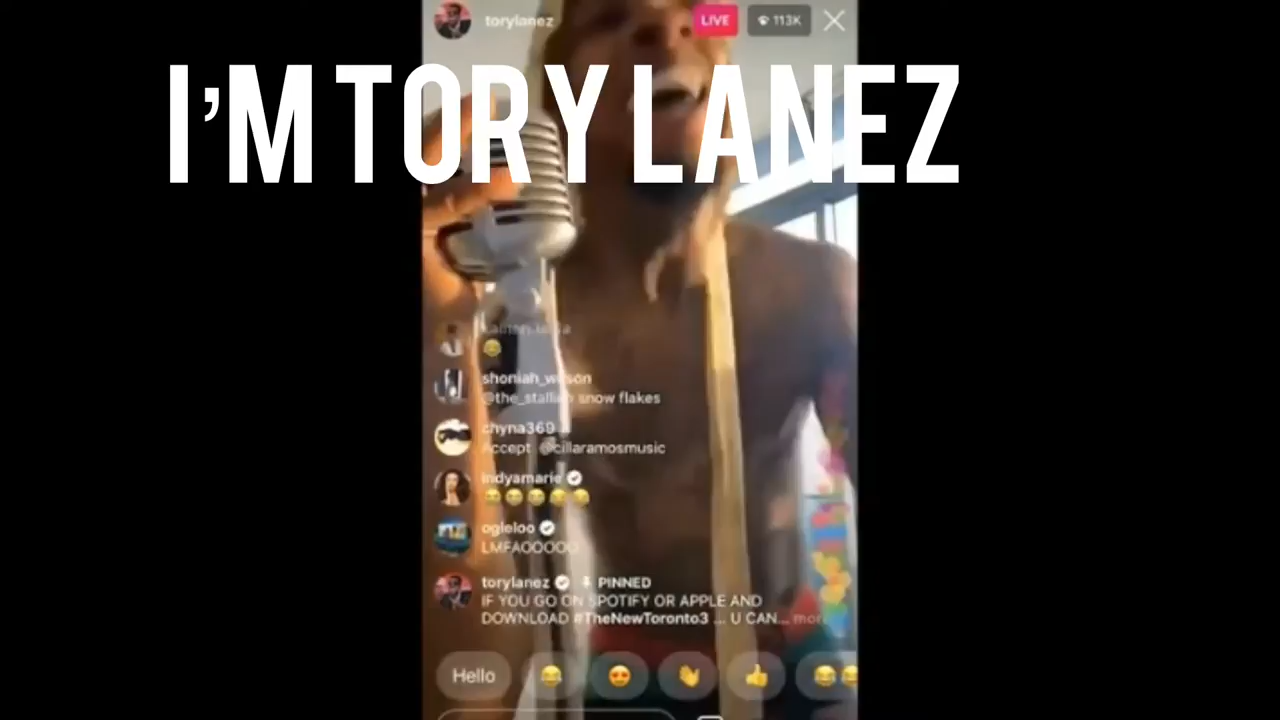 torylanez
LIVE
113K
I'M TORY LANEZ
shoniah_wilson
@the_stallion snow flakes
chyna369
Accept @cillaramosmusic
indyamarie
ogleloo
LMFAOOOOO
torylanez PINNED
IF YOU GO ON SPOTIFY OR APPLE AND
DOWNLOAD #TheNewToronto3 ... U CAN... more
Hello